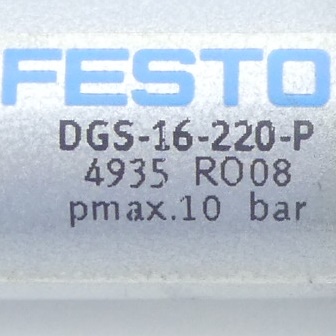 FESTO
DGS-16-220-P
4935 RO08
pmax.10 bar